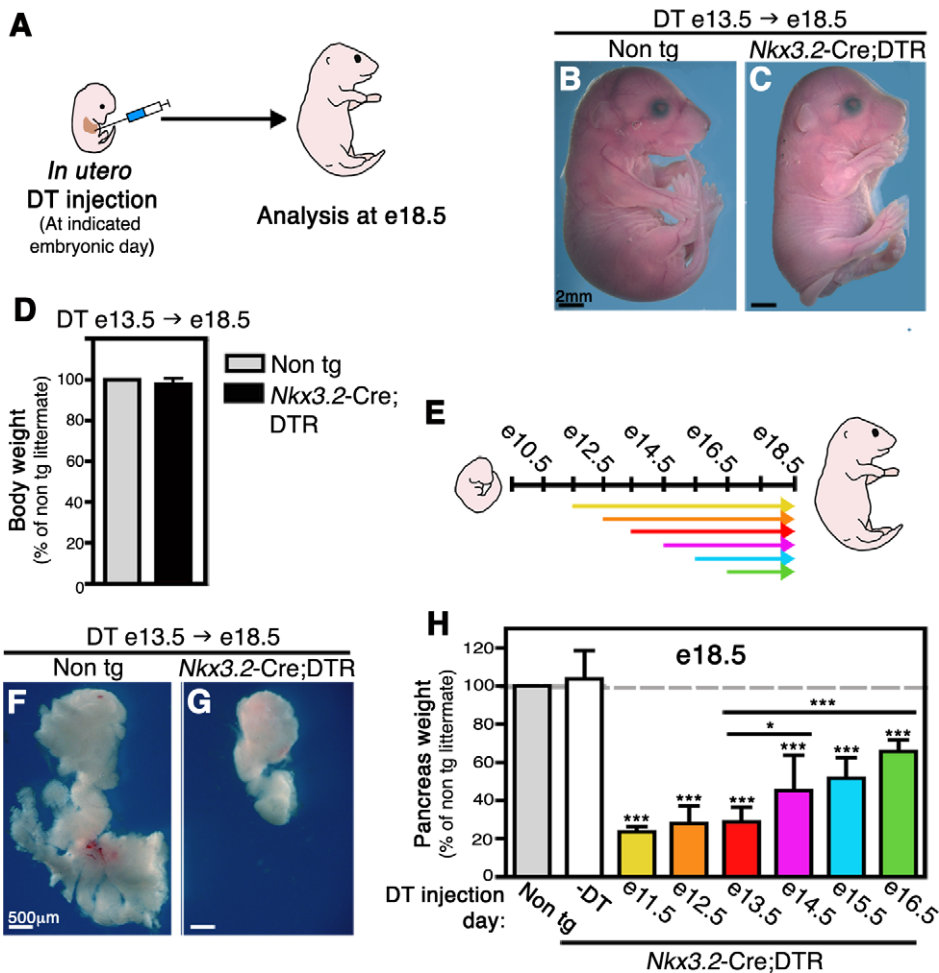 A
In utero
DT injection
(At indicated
embryonic day)
Analysis at e18.5
DT e13.5 → e18.5
Non tg
Nkx3.2-Cre;DTR
B
C
2mm
D
DT e13.5 → e18.5
Body weight
(% of non tg littermate)
100
80
60
40
20
0
Non tg
Nkx3.2-Cre;
DTR
E
e10.5
e12.5
e14.5
e16.5
e18.5
DT e13.5 → e18.5
Non tg
Nkx3.2-Cre;DTR
F
G
500µm
H
Pancreas weight
(% of non tg littermate)
120
100
80
60
40
20
0
e18.5
***
*
***
***
***
***
***
***
DT injection
day:
Non tg
-DT
e11.5
e12.5
e13.5
e14.5
e15.5
e16.5
Nkx3.2-Cre;DTR